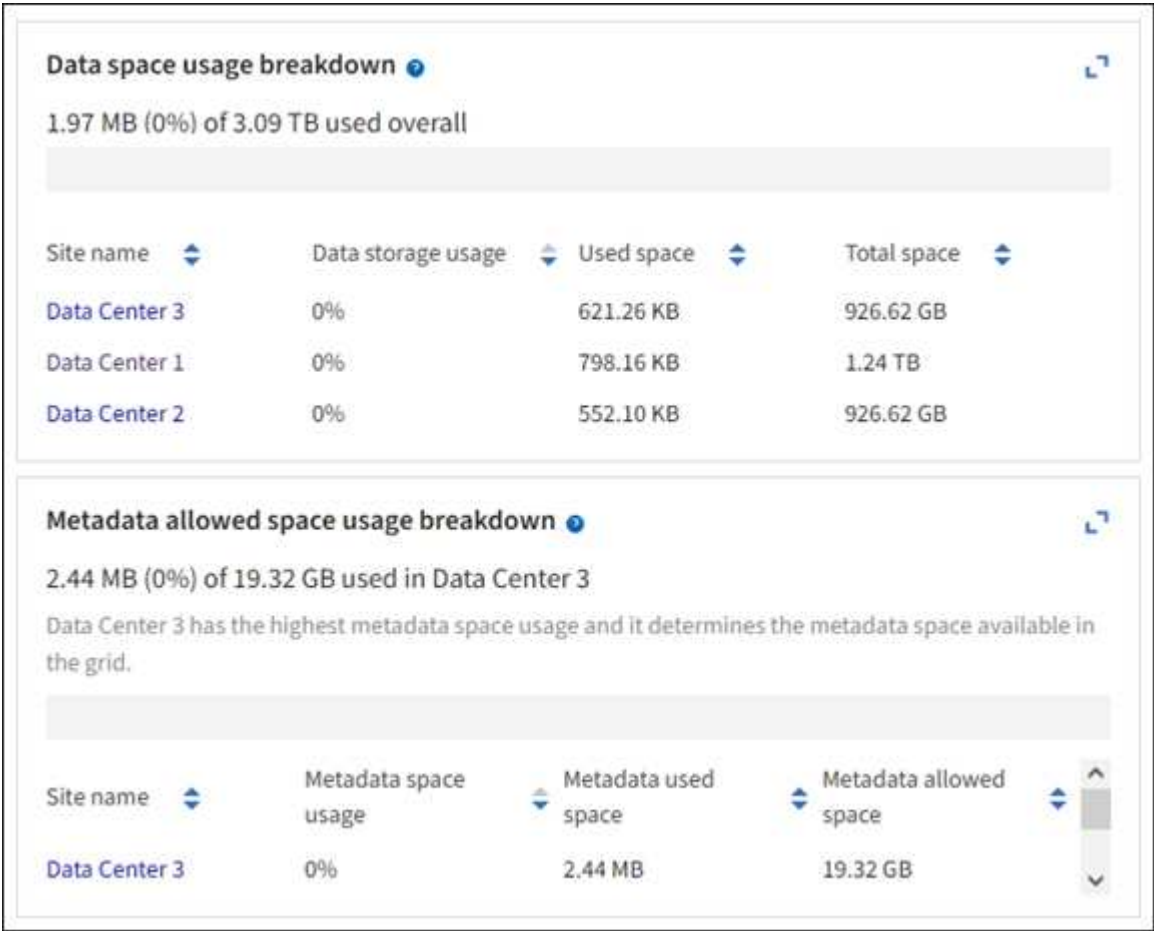 Data space usage breakdown ?
1.97 MB (0%) of 3.09 TB used overall
Site name Data storage usage Used space Total space
Data Center 3 0% 621.26 KB 926.62 GB
Data Center 1 0% 798.16 KB 1.24 TB
Data Center 2 0% 552.10 KB 926.62 GB
Metadata allowed space usage breakdown ?
2.44 MB (0%) of 19.32 GB used in Data Center 3
Data Center 3 has the highest metadata space usage and it determines the metadata space available in
the grid.
Site name Metadata space usage Metadata used space Metadata allowed space
Data Center 3 0% 2.44 MB 19.32 GB